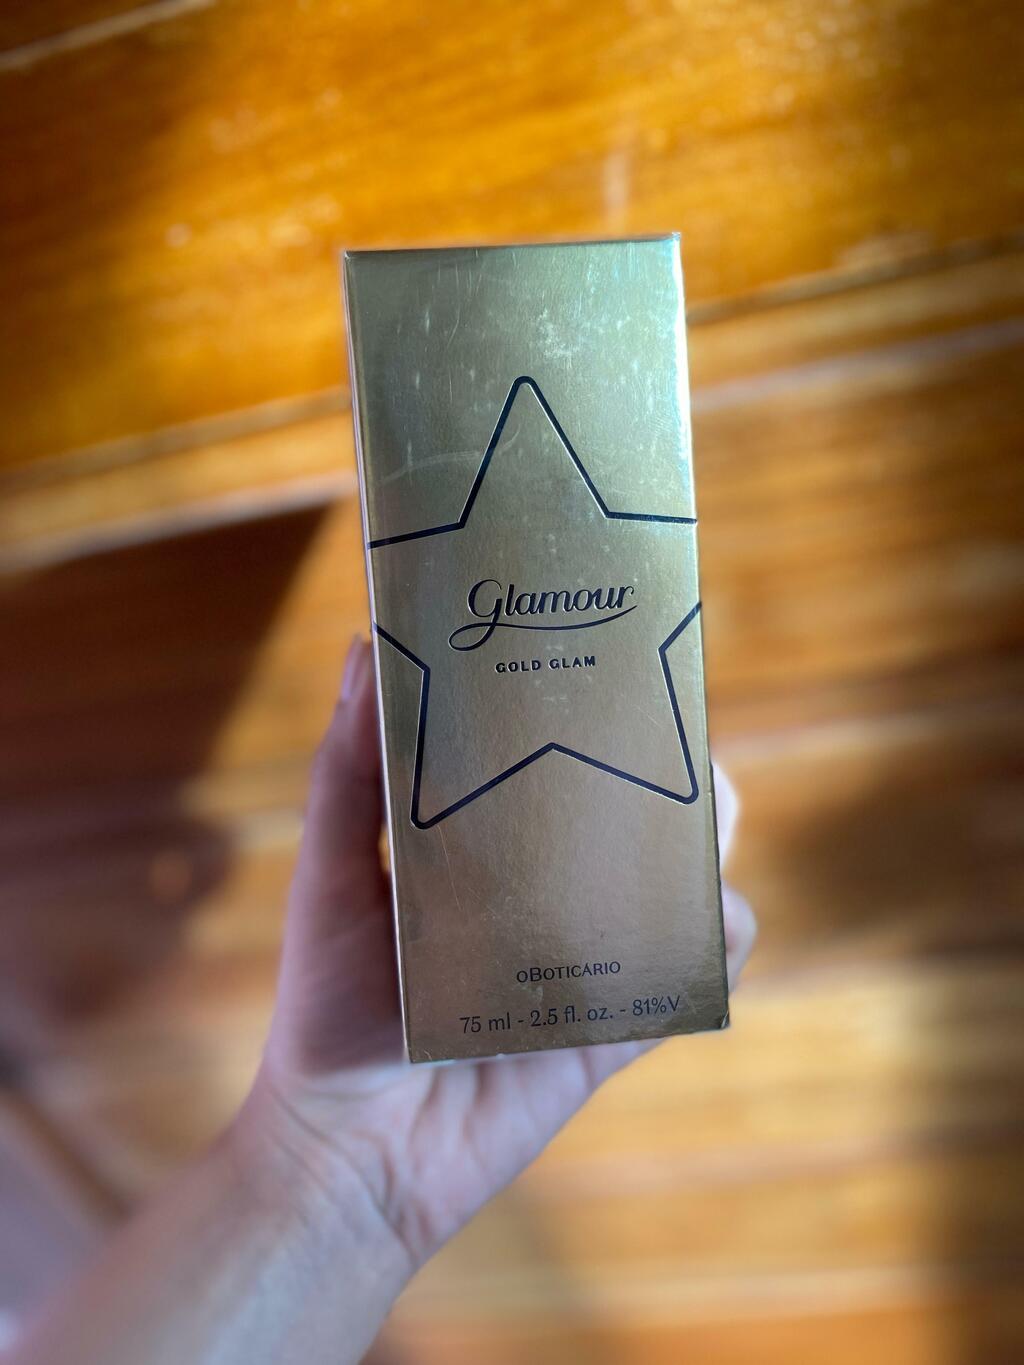 Glamour
GOLD GLAM
oBOTICÁRIO
75 ml - 2.5 fl. oz. - 81%V